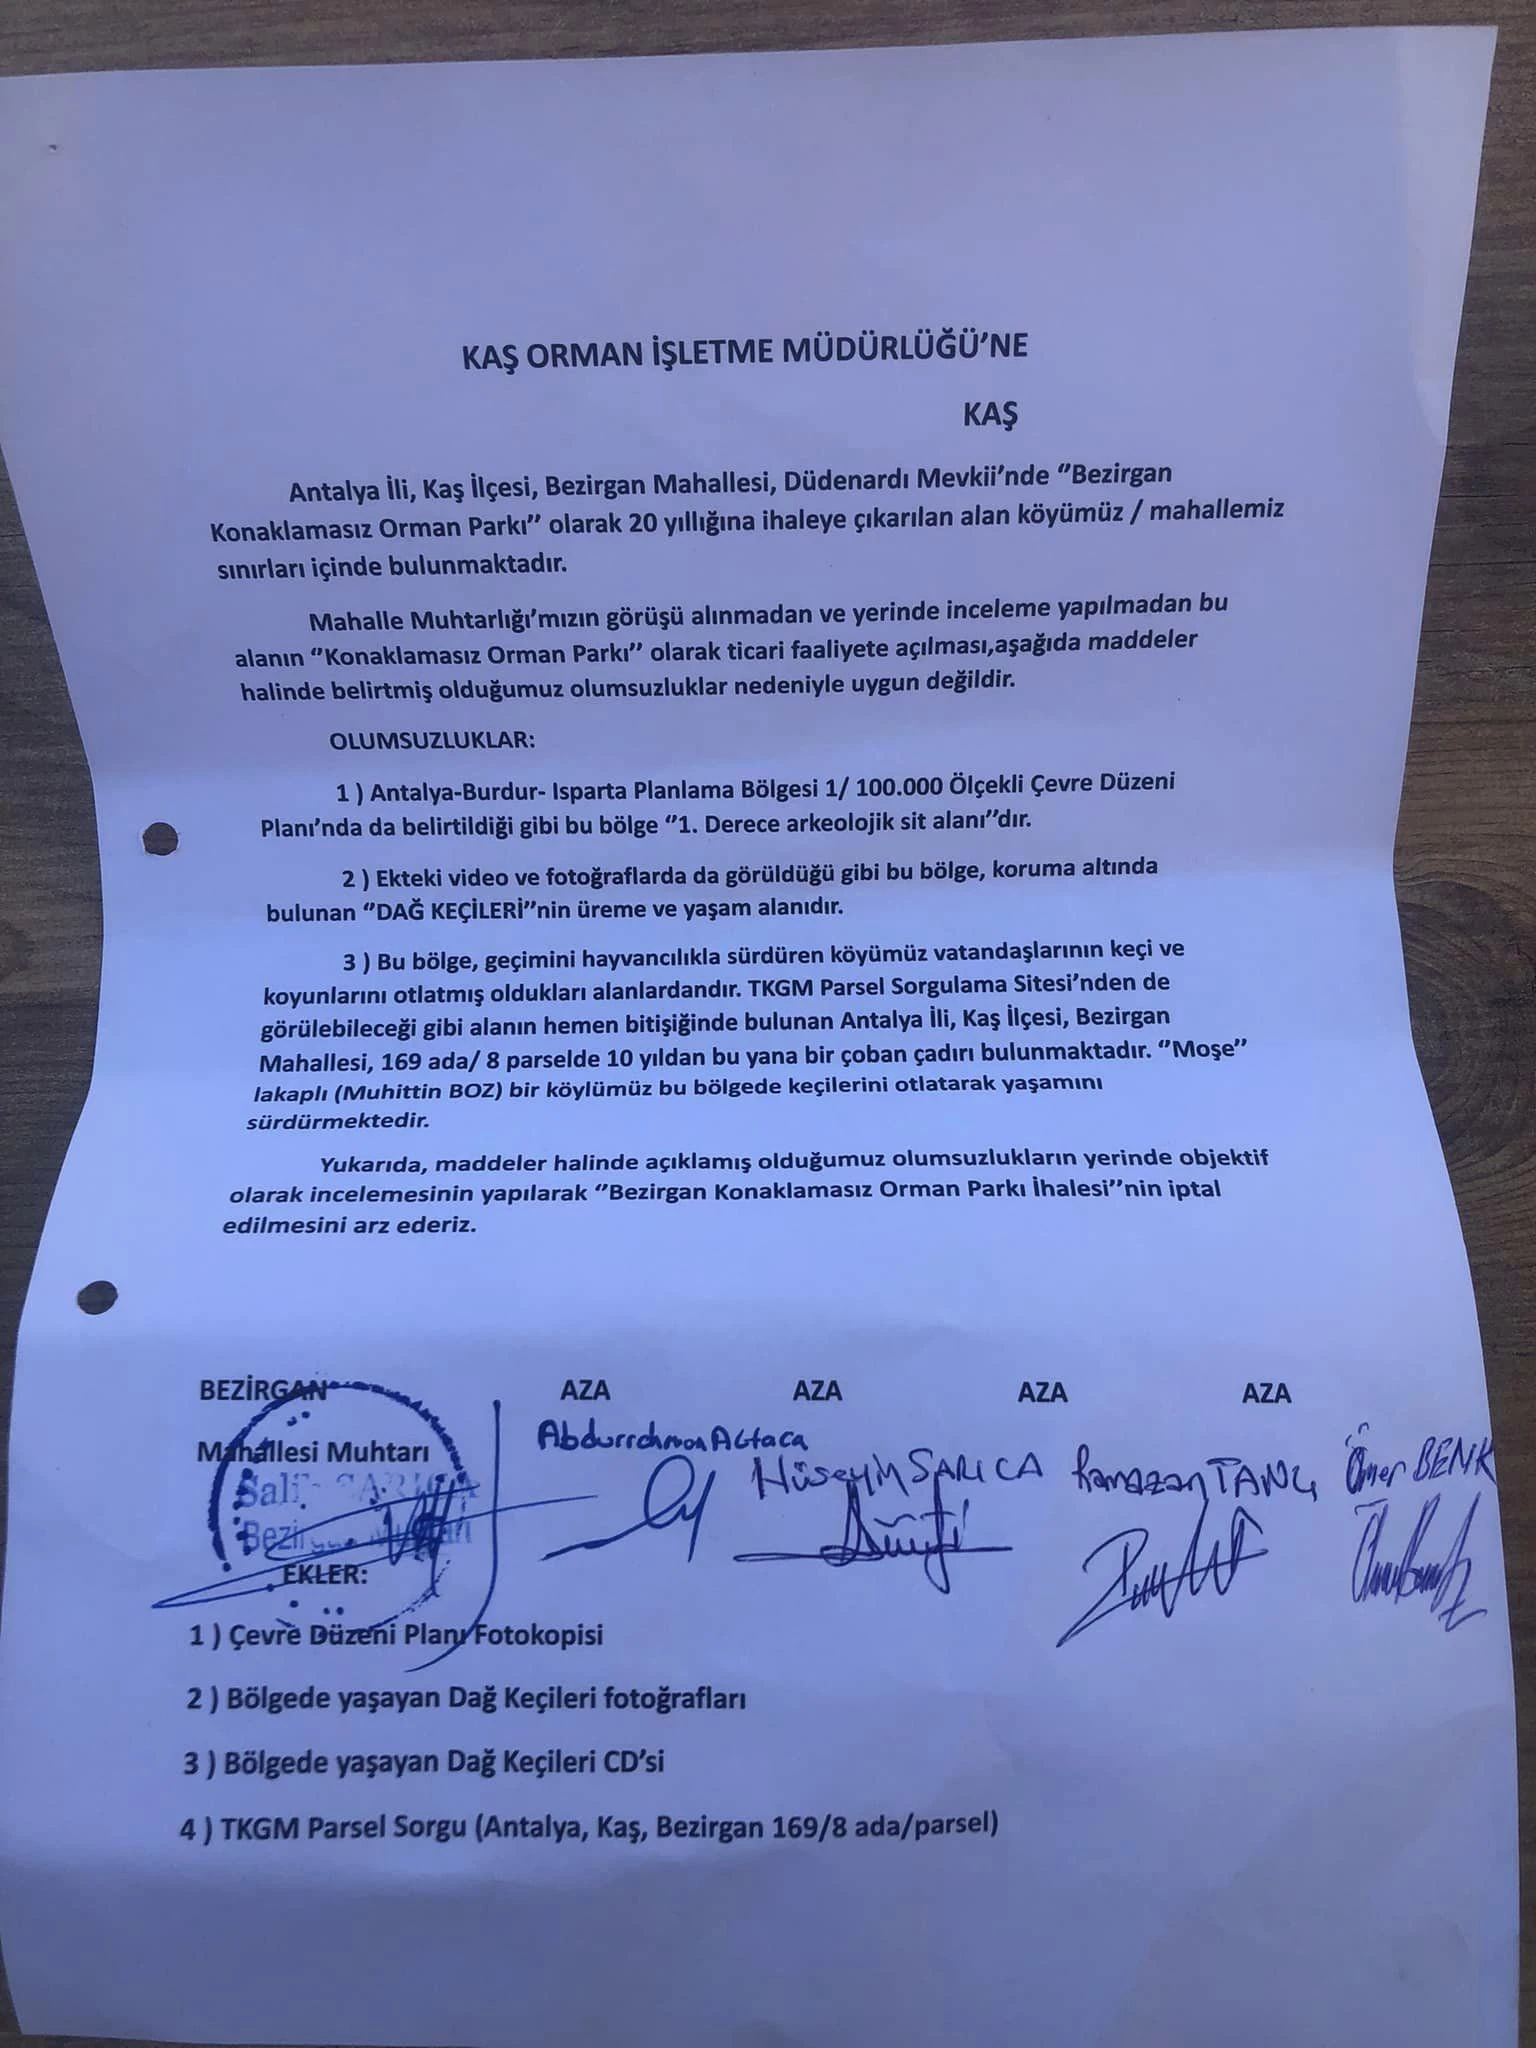 KAŞ ORMAN İŞLETME MÜDÜRLÜĞÜ'NE
KAŞ
Antalya İli, Kaş İlçesi, Bezirgan Mahallesi, Düdenardı Mevkii'nde ''Bezirgan
Konaklamasız Orman Parkı'' olarak 20 yıllığına ihaleye çıkarılan alan köyümüz / mahallemiz
sınırları içinde bulunmaktadır.
Mahalle Muhtarlığı'mızın görüşü alınmadan ve yerinde inceleme yapılmadan bu
alanın ''Konaklamasız Orman Parkı'' olarak ticari faaliyete açılması,aşağıda maddeler
halinde belirtmiş olduğumuz olumsuzluklar nedeniyle uygun değildir.
OLUMSUZLUKLAR:
1 ) Antalya-Burdur- Isparta Planlama Bölgesi 1/ 100.000 Ölçekli Çevre Düzeni
Planı'nda da belirtildiği gibi bu bölge ''1. Derece arkeolojik sit alanı''dır.
2 ) Ekteki video ve fotoğraflarda da görüldüğü gibi bu bölge, koruma altında
bulunan ''DAĞ KEÇİLERİ''nin üreme ve yaşam alanıdır.
3 ) Bu bölge, geçimini hayvancılıkla sürdüren köyümüz vatandaşlarının keçi ve
koyunlarını otlatmış oldukları alanlardandır. TKGM Parsel Sorgulama Sitesi'nden de
görülebileceği gibi alanın hemen bitişiğinde bulunan Antalya İli, Kaş İlçesi, Bezirgan
Mahallesi, 169 ada/ 8 parselde 10 yıldan bu yana bir çoban çadırı bulunmaktadır. ''Moşe''
lakaplı (Muhittin BOZ) bir köylümüz bu bölgede keçilerini otlatarak yaşamını
sürdürmektedir.
Yukarıda, maddeler halinde açıklamış olduğumuz olumsuzlukların yerinde objektif
olarak incelemesinin yapılarak ''Bezirgan Konaklamasız Orman Parkı İhalesi''nin iptal
edilmesini arz ederiz.
BEZİRGAN AZA AZA AZA AZA
Mahallesi Muhtarı
Abdurrahman Hüseyin SARICA Ramazan TANÇ Ömer BENK
Salih SARICA
Bezirgan Muhtarı
EKLER:
1 ) Çevre Düzeni Planı Fotokopisi
2 ) Bölgede yaşayan Dağ Keçileri fotoğrafları
3 ) Bölgede yaşayan Dağ Keçileri CD'si
4 ) TKGM Parsel Sorgu (Antalya, Kaş, Bezirgan 169/8 ada/parsel)